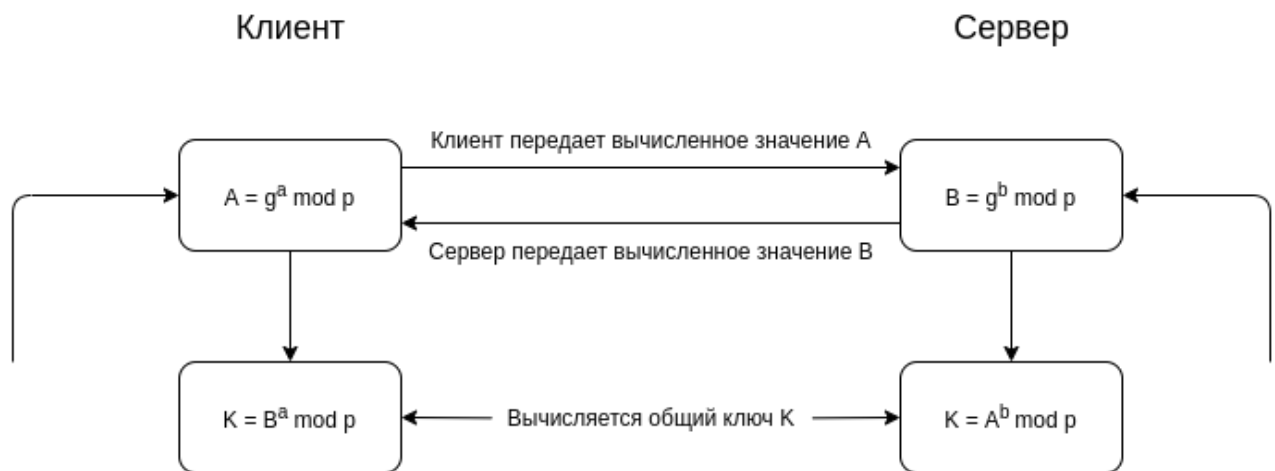 Клиент
Сервер
Клиент передает вычисленное значение A
A = g^a mod p
B = g^b mod p
Сервер передает вычисленное значение B
K = B^a mod p
Вычисляется общий ключ K
K = A^b mod p